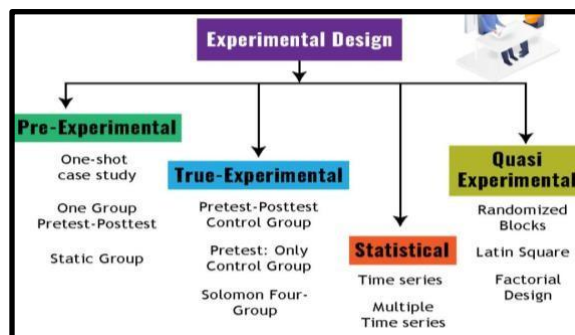 Experimental Design
Pre-Experimental
One-shot
case study
One Group
Pretest-Posttest
Static Group
True-Experimental
Pretest-Posttest
Control Group
Pretest: Only
Control Group
Solomon Four-
Group
Statistical
Time series
Multiple
Time series
Quasi
Experimental
Randomized
Blocks
Latin Square
Factorial
Design